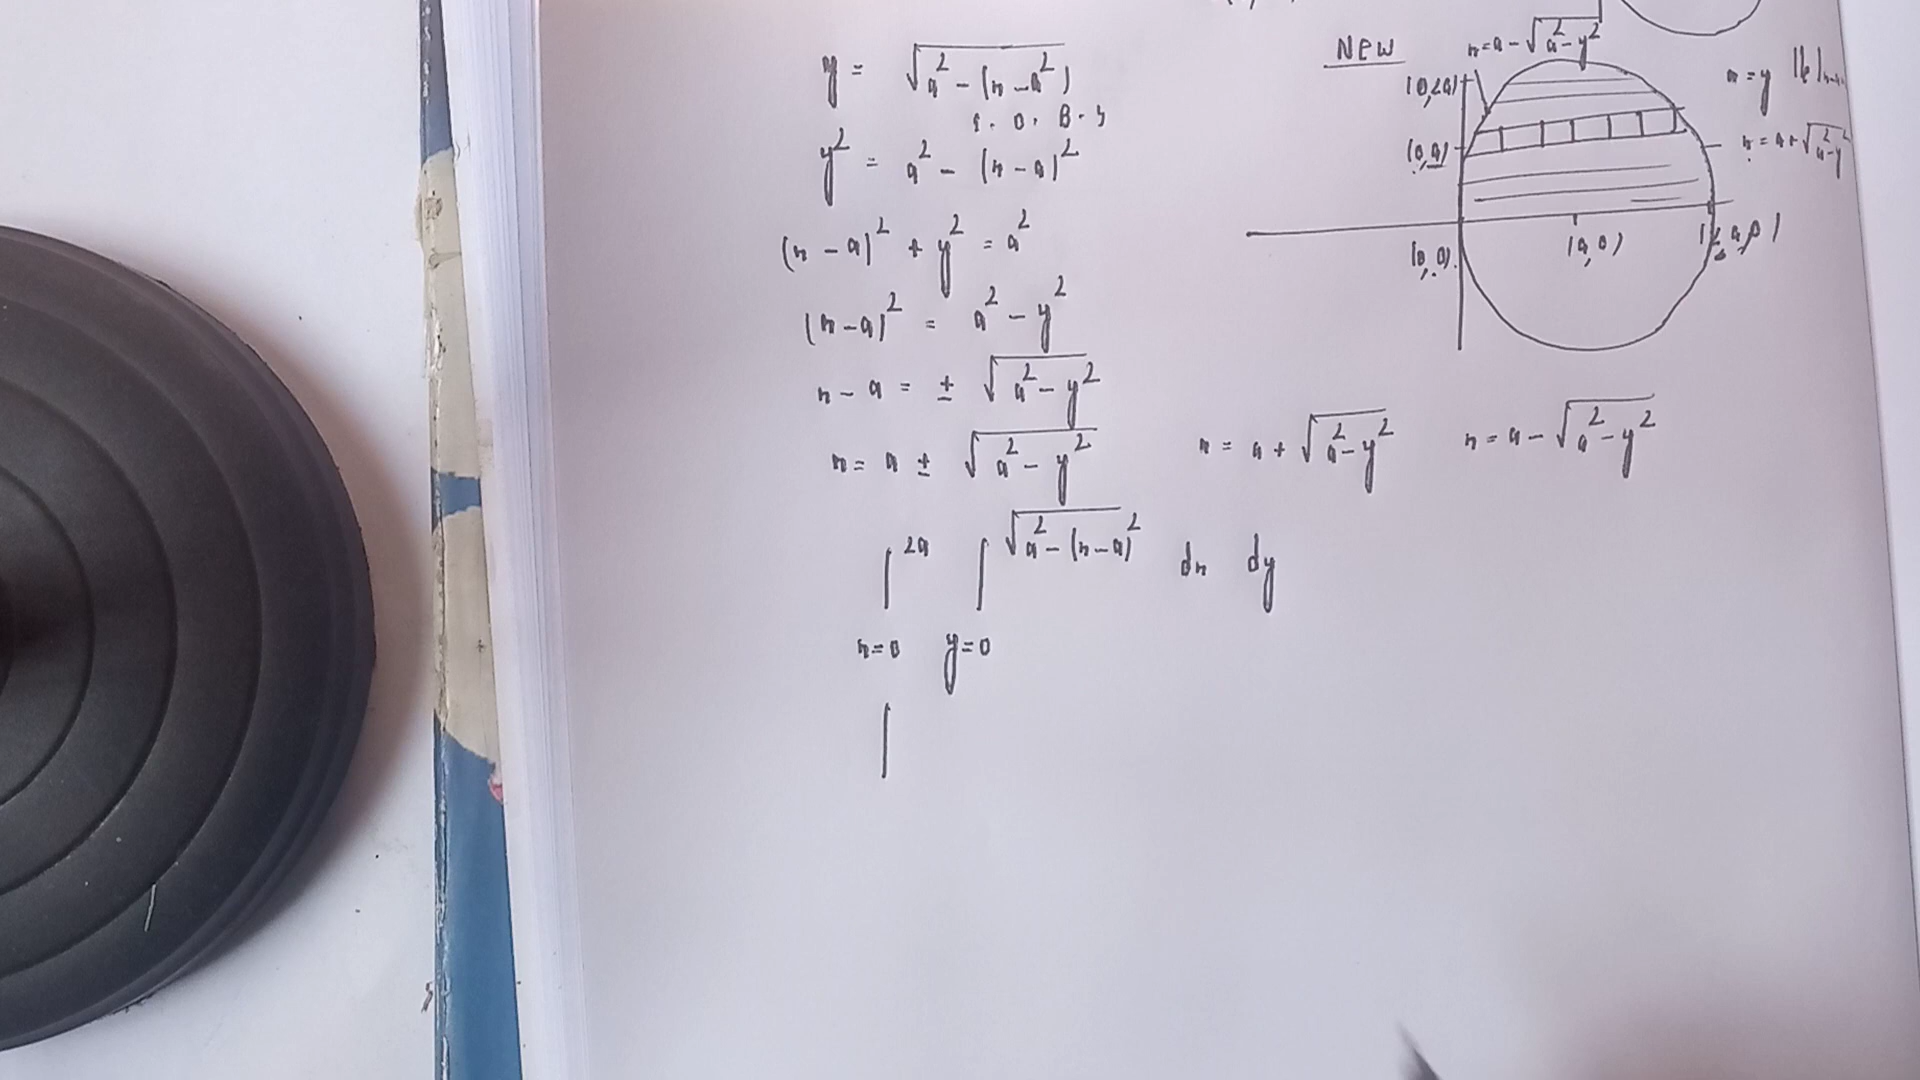 y = √(a² - (x - a²)
S. O. B. S
y² = a² - (x - a)²
(x - a)² + y² = a²
(x - a)² = a² - y²
x - a = ± √(a² - y²)
x = a ± √(a² - y²)    x = a + √(a² - y²)    x = a - √(a² - y²)
∫ 2a ∫ √(a² - (x - a)²) dx dy
x = 0 y = 0
∫
NEW
x = a - √(a² - y²)
(0, 2a)
x = y
(0, a)
x = a + √(a² - y²)
(0, 0)
(a, 0)
(2a, 0)